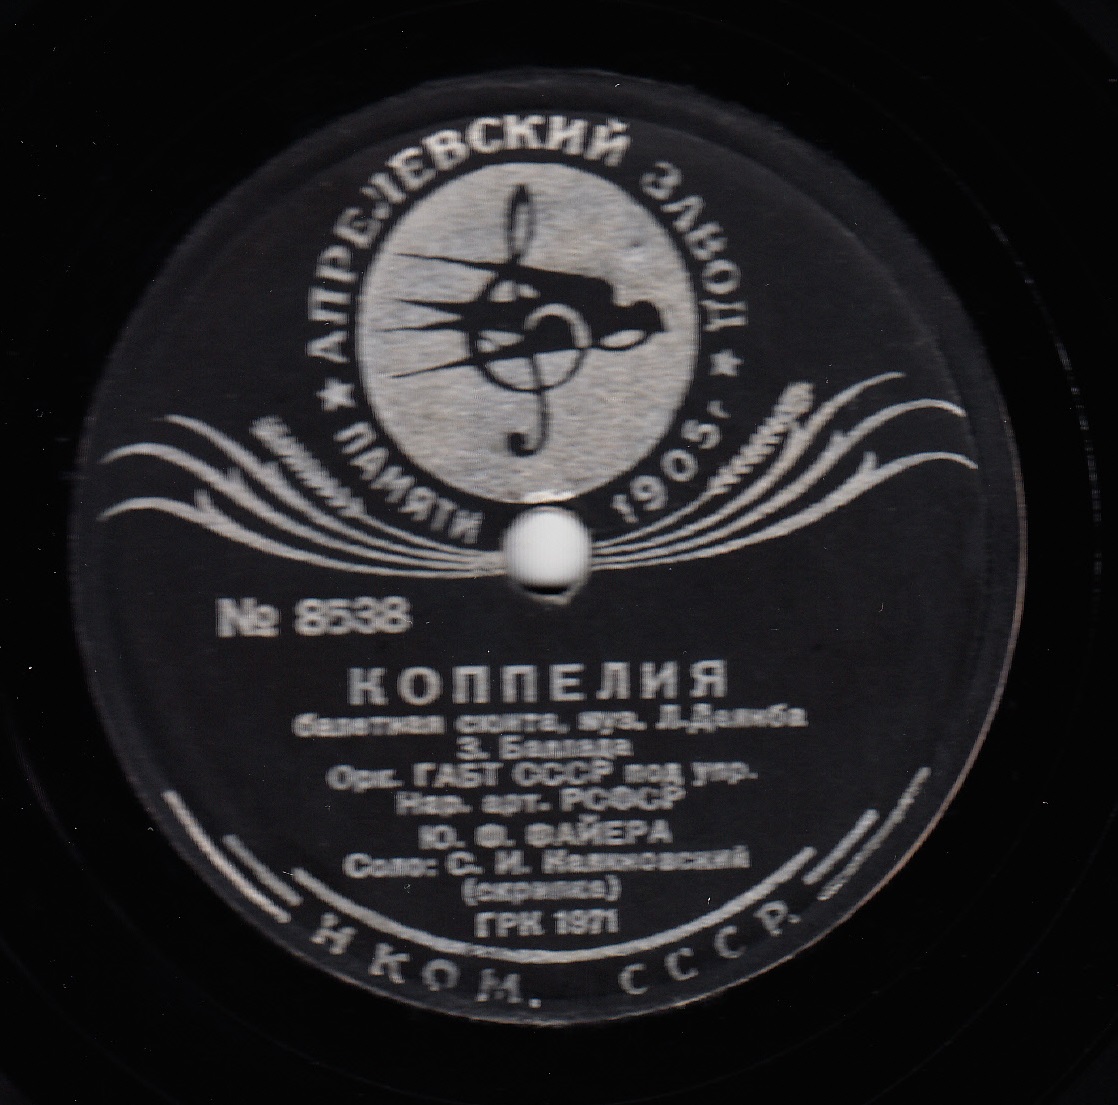 АПРЕЛЕВСКИЙ ЗАВОД
★ ПАМЯТИ 1905 г ★
№ 8538
КОППЕЛИЯ
балетная сюита, муз. Л.Делиба
3. Баллада
Орк. ГАБТ СССР под упр.
Нар. арт. РСФСР
Ю. Ф. ФАЙЕРА
Соло: С. И. Калиновский
(скрипка)
ГРК 1971
НКОМ. СССР.